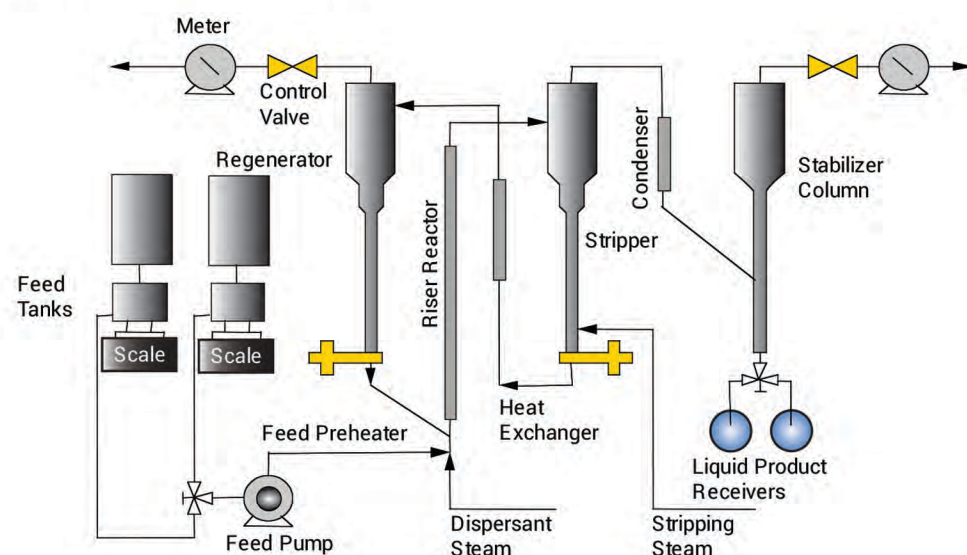 Meter
Control
Valve
Regenerator
Riser Reactor
Condenser
Stabilizer
Column
Stripper
Feed
Tanks
Scale
Scale
Heat
Exchanger
Feed Preheater
Liquid Product
Receivers
Feed Pump
Dispersant
Steam
Stripping
Steam